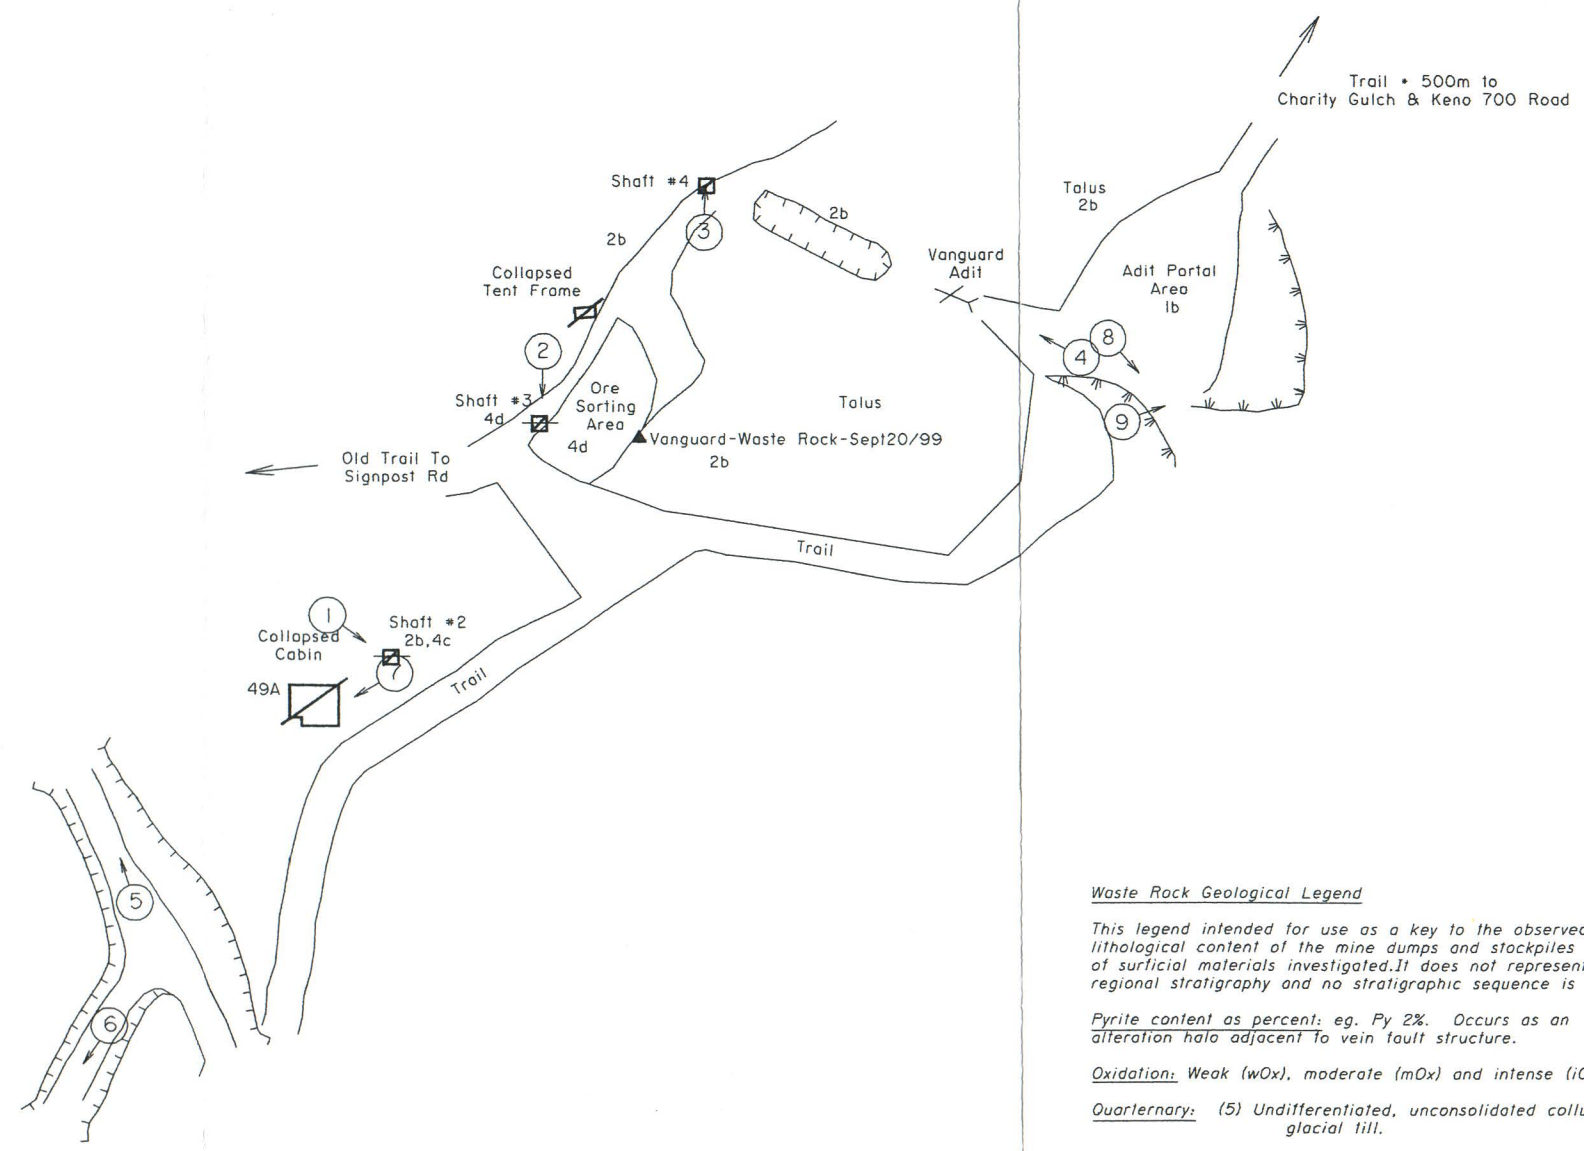 Trail • 500m to
Charity Gulch & Keno 700 Road
Shaft #4
3
2b
2b
Talus
2b
Collapsed
Tent Frame
Vanguard
Adit
Adit Portal
Area
1b
2
8
4
Shaft #3
4d
Ore
Sorting
Area
4d
Talus
9
Vanguard-Waste Rock-Sept20/99
2b
Old Trail To
Signpost Rd
Trail
1
Shaft #2
2b,4c
Collapsed
Cabin
7
49A
Trail
5
6
Waste Rock Geological Legend
This legend intended for use as a key to the observed
lithological content of the mine dumps and stockpiles
of surficial materials investigated.It does not represent
regional stratigraphy and no stratigraphic sequence is
Pyrite content as percent: eg. Py 2%. Occurs as an
alteration halo adjacent to vein fault structure.
Oxidation: Weak (wOx), moderate (mOx) and intense
Quarternary: (5) Undifferentiated, unconsolidated
glacial till.